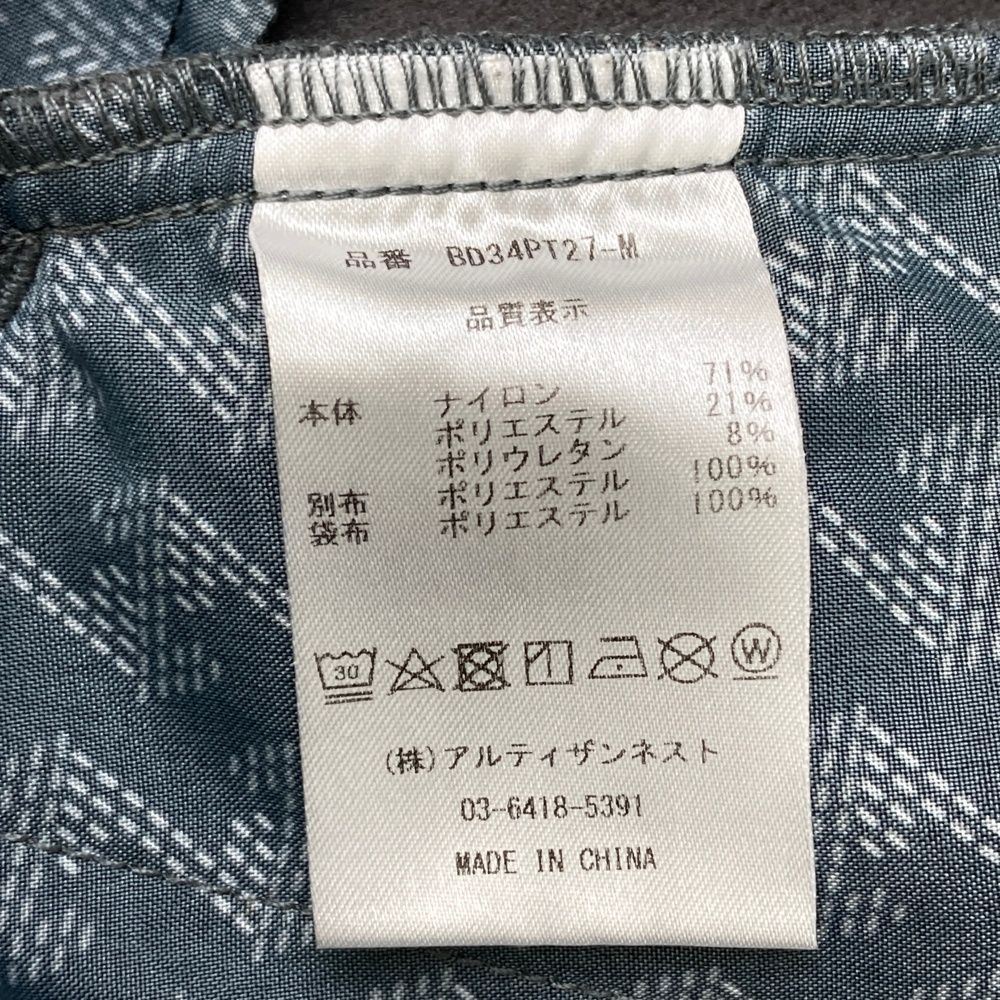 品番 BD34PT27-M
品質表示
本体 ナイロン 71%
ポリエステル 21%
ポリウレタン 8%
別布 ポリエステル 100%
袋布 ポリエステル 100%
30 W
(株)アルティザンネスト
03-6418-5391
MADE IN CHINA